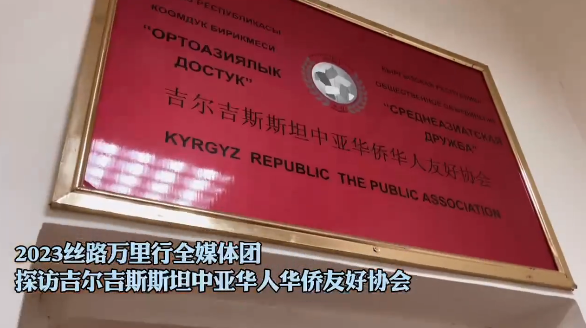 РЕСПУБЛИКАСЫ
КООМДУК БИРИКМЕСИ
"ОРТОАЗИЯЛЫК
ДОСТУК"
"СРЕДНЕАЗИАТСКАЯ
ДРУЖБА"
吉尔吉斯斯坦中亚华侨华人友好协会
KYRGYZ REPUBLIC THE PUBLIC ASSOCIATION
2023丝路万里行全媒体团
探访吉尔吉斯斯坦中亚华人华侨友好协会